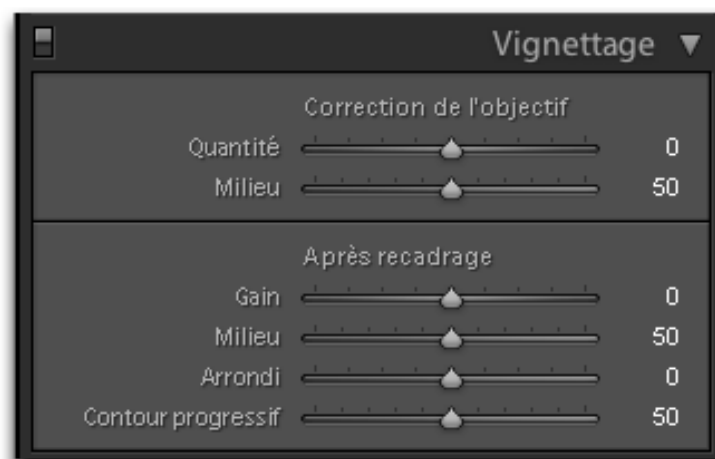 Vignettage
Correction de l'objectif
Quantité 0
Milieu 50
Après recadrage
Gain 0
Milieu 50
Arrondi 0
Contour progressif 50